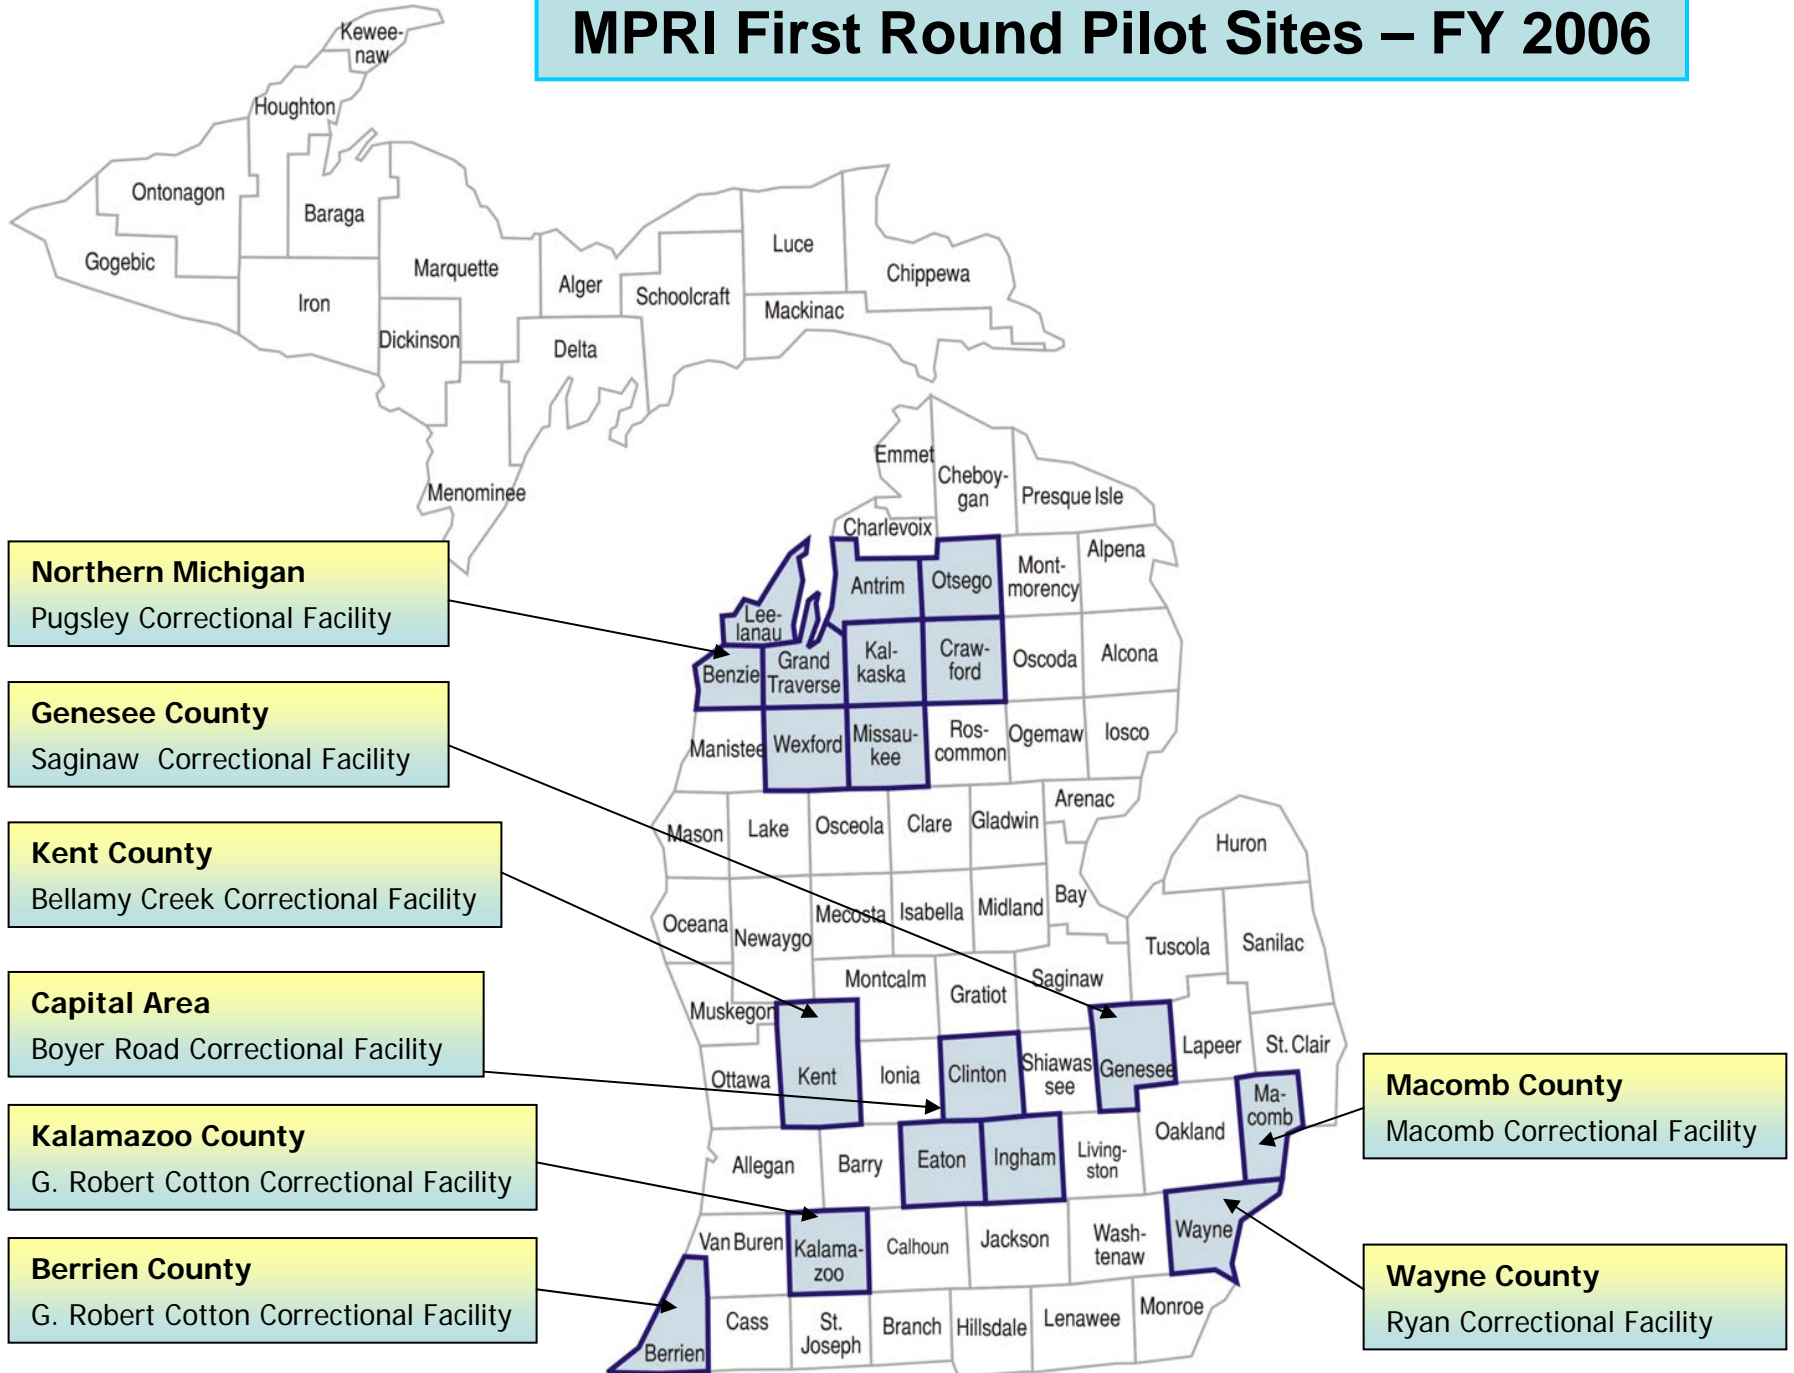 MPRI First Round Pilot Sites – FY 2006
Kewee-
naw
Houghton
Ontonagon
Baraga
Gogebic
Marquette
Luce
Chippewa
Alger
Schoolcraft
Iron
Mackinac
Dickinson
Delta
Menominee
Emmet
Cheboy-
gan
Presque Isle
Charlevoix
Northern Michigan
Pugsley Correctional Facility
Genesee County
Saginaw  Correctional Facility
Kent County
Bellamy Creek Correctional Facility
Capital Area
Boyer Road Correctional Facility
Kalamazoo County
G. Robert Cotton Correctional Facility
Berrien County
G. Robert Cotton Correctional Facility
Antrim
Otsego
Mont-
morency
Alpena
Lee-
lanau
Benzie
Grand
Traverse
Kal-
kaska
Craw-
ford
Oscoda
Alcona
Manistee
Wexford
Missau-
kee
Ros-
common
Ogemaw
Iosco
Arenac
Mason
Lake
Osceola
Clare
Gladwin
Huron
Oceana
Newaygo
Mecosta
Isabella
Midland
Bay
Tuscola
Sanilac
Muskegon
Montcalm
Gratiot
Saginaw
Ottawa
Kent
Ionia
Clinton
Shiawas
see
Genesee
Lapeer
St. Clair
Ma-
comb
Allegan
Barry
Eaton
Ingham
Living-
ston
Oakland
Van Buren
Kalama-
zoo
Calhoun
Jackson
Wash-
tenaw
Wayne
Berrien
Cass
St.
Joseph
Branch
Hillsdale
Lenawee
Monroe
Macomb County
Macomb Correctional Facility
Wayne County
Ryan Correctional Facility